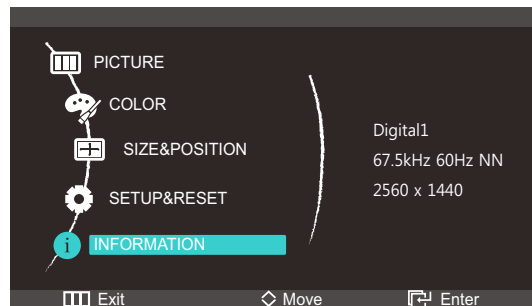 PICTURE
COLOR
SIZE&POSITION
SETUP&RESET
i INFORMATION
Digital1
67.5kHz 60Hz NN
2560 x 1440
Exit Move Enter